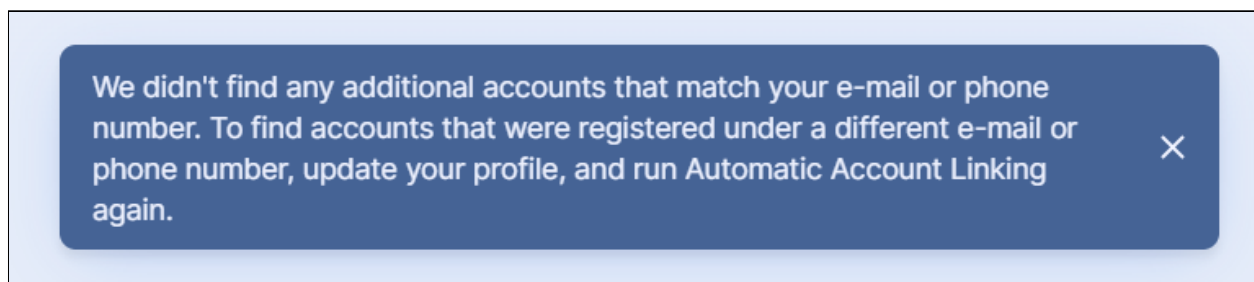 We didn't find any additional accounts that match your e-mail or phone
number. To find accounts that were registered under a different e-mail or
phone number, update your profile, and run Automatic Account Linking
again.